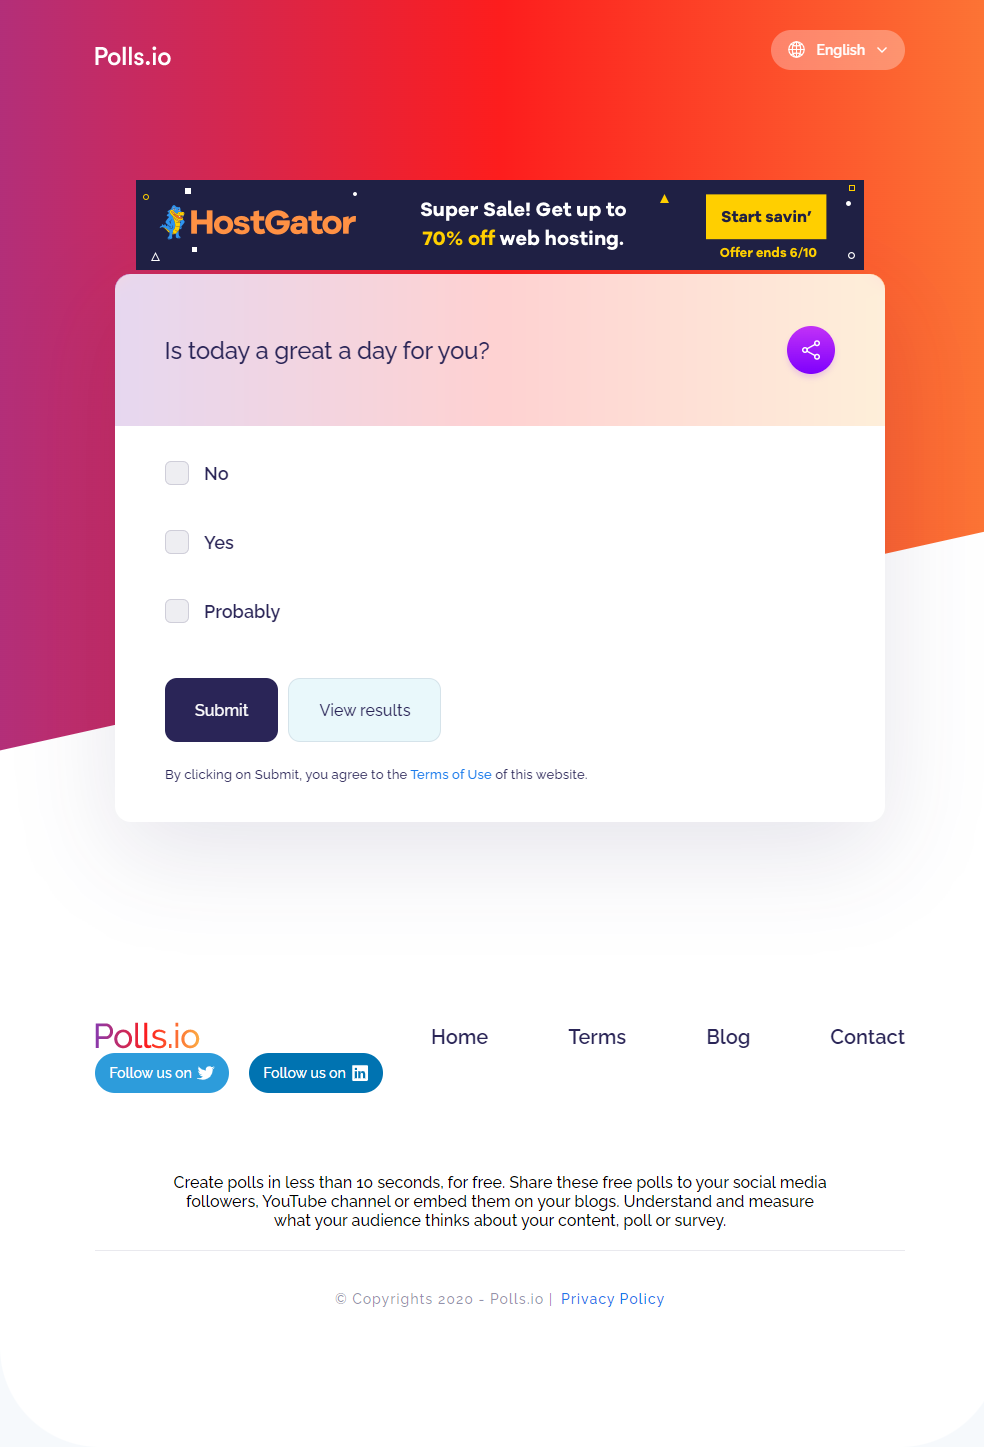 Polls.io
English
HostGator
Super Sale! Get up to
70% off web hosting.
Start savin'
Offer ends 6/10
Is today a great a day for you?
No
Yes
Probably
Submit
View results
By clicking on Submit, you agree to the Terms of Use of this website.
Polls.io
Home
Terms
Blog
Contact
Follow us on
Follow us on
Create polls in less than 10 seconds, for free. Share these free polls to your social media
followers, YouTube channel or embed them on your blogs. Understand and measure
what your audience thinks about your content, poll or survey.
© Copyrights 2020 - Polls.io | Privacy Policy